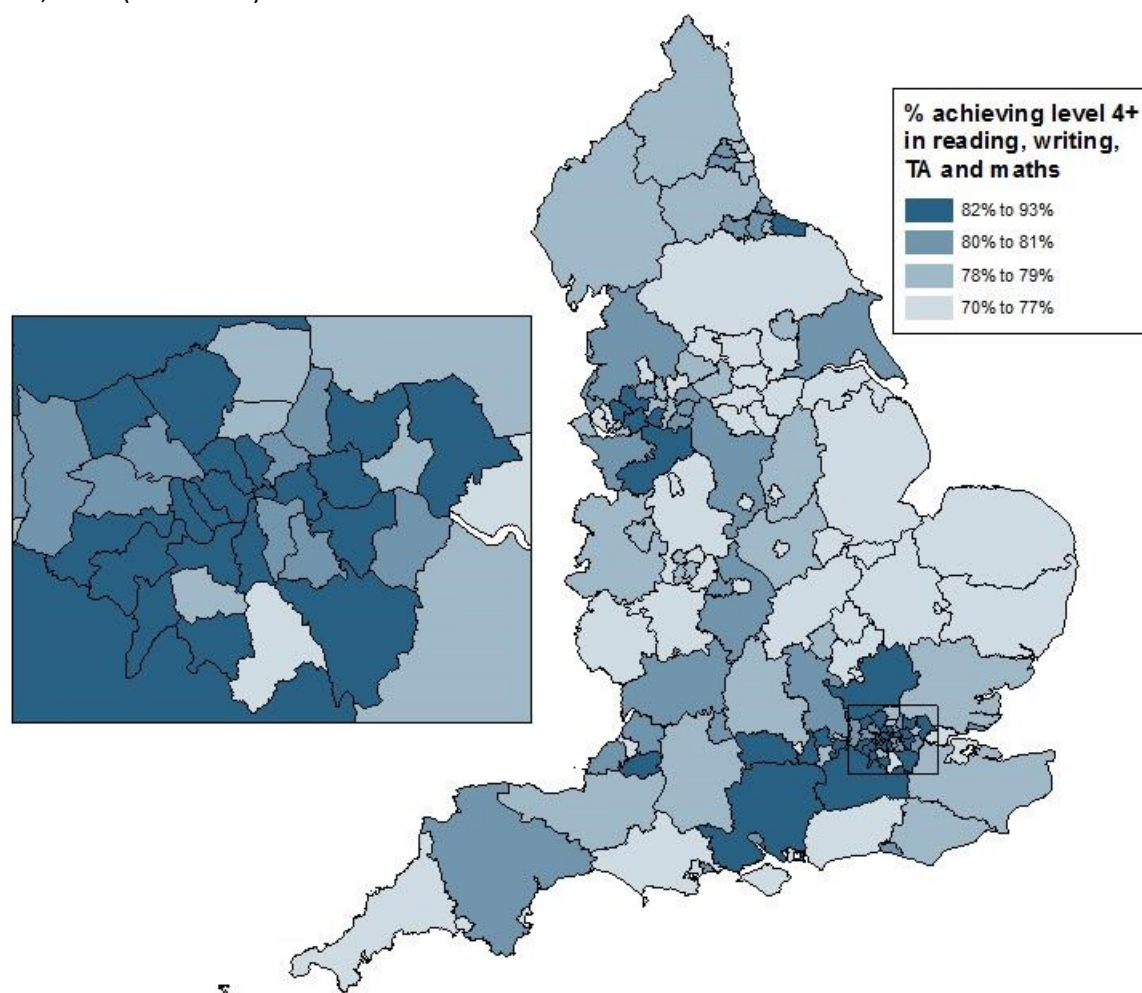 % achieving level 4+
in reading, writing,
TA and maths
82% to 93%
80% to 81%
78% to 79%
70% to 77%